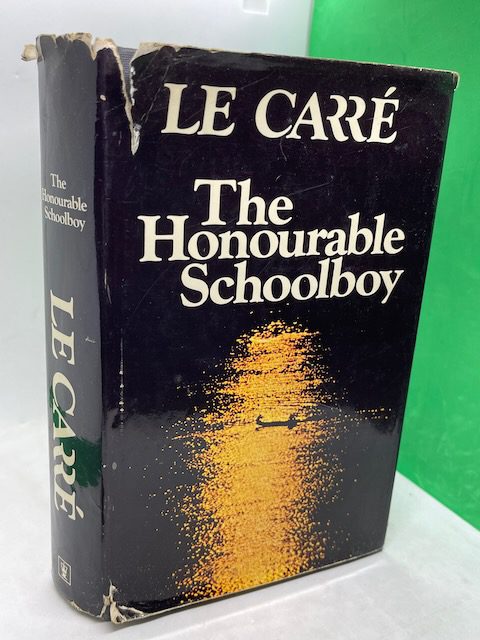 The
Honourable
Schoolboy
LE CARRÉ
LE CARRÉ
The
Honourable
Schoolboy